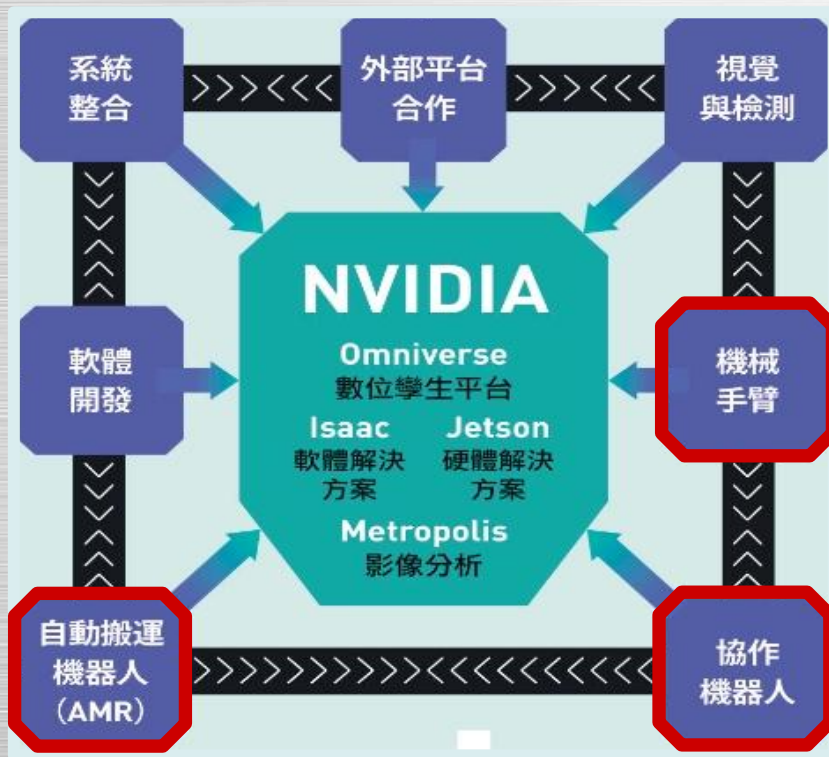 系統
整合
外部平台
合作
視覺
與檢測
NVIDIA
Omniverse
數位孿生平台
Isaac
軟體解決
方案
Jetson
硬體解決
方案
Metropolis
影像分析
軟體
開發
機械
手臂
自動搬運
機器人
（AMR）
協作
機器人